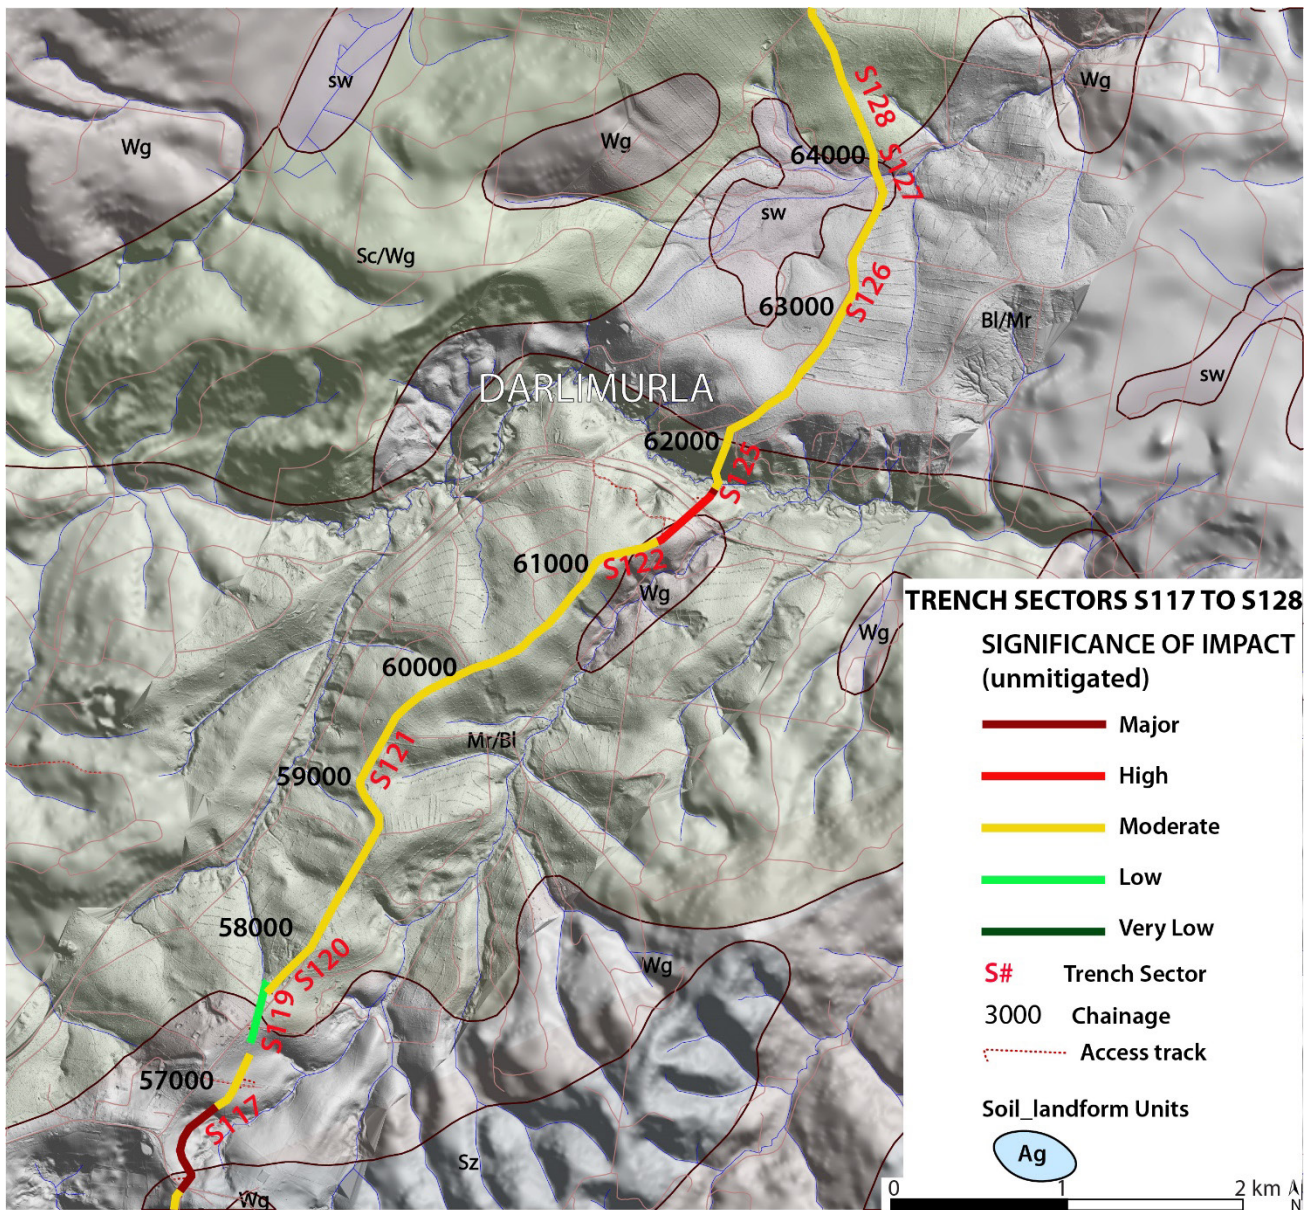 S128
sw
Wg
Wg
Wg
64000
S127
sw
Sc/Wg
S126
63000
Bl/Mr
sw
DARLIMURLA
62000
S125
61000
S122
Wg
Wg
60000
Mr/Bl
S121
59000
58000
S120
Wg
S119
57000
S117
Sz
Wg
TRENCH SECTORS S117 TO S128
SIGNIFICANCE OF IMPACT
(unmitigated)
Major
High
Moderate
Low
Very Low
S# Trench Sector
3000 Chainage
Access track
Soil_landform Units
Ag
0 1 2 km
N